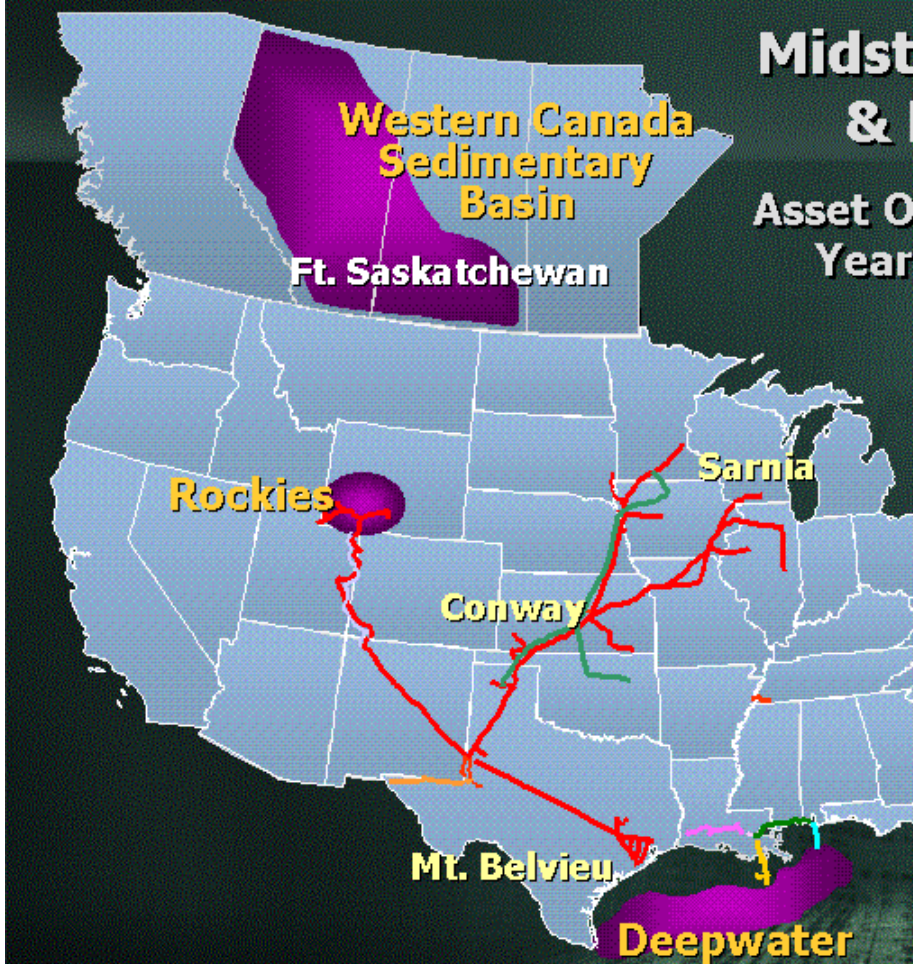 Midst
& 
Asset O
Year
Western Canada
Sedimentary
Basin
Ft. Saskatchewan
Sarnia
Rockies
Conway
Mt. Belvieu
Deepwater